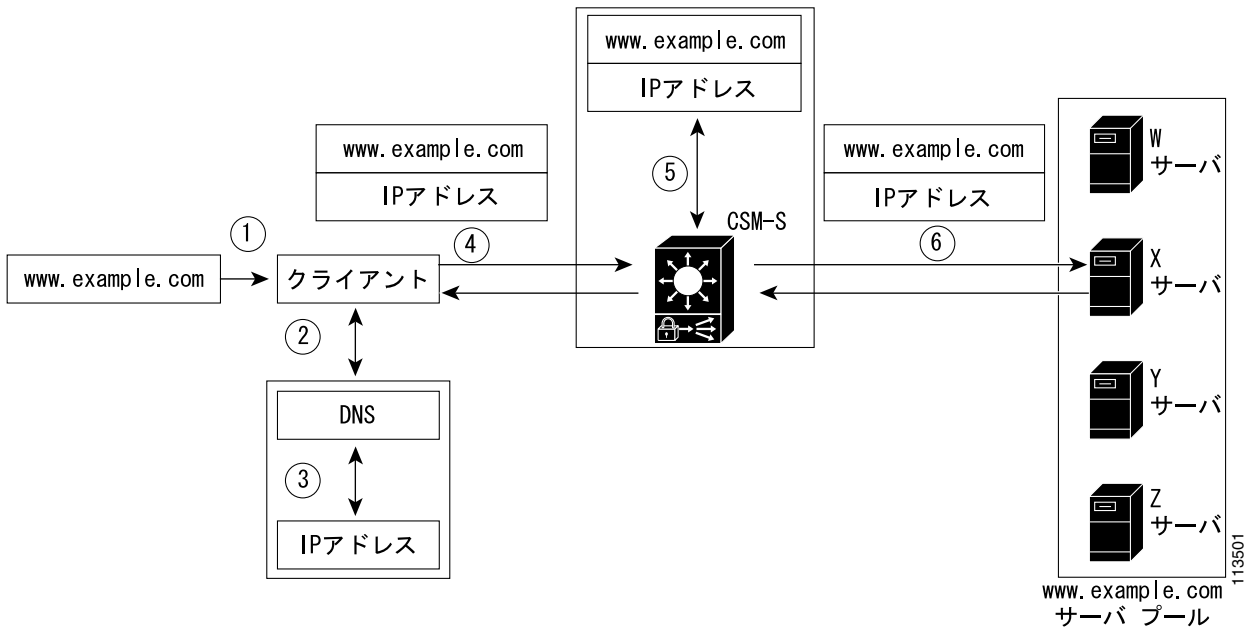 www.example.com
IPアドレス
www.example.com
IPアドレス
www.example.com
IPアドレス
⑤
CSM-S
①
④
⑥
www.example.com
クライアント
②
DNS
③
IPアドレス
W
サーバ
X
サーバ
Y
サーバ
Z
サーバ
113501
www.example.com
サーバ プール